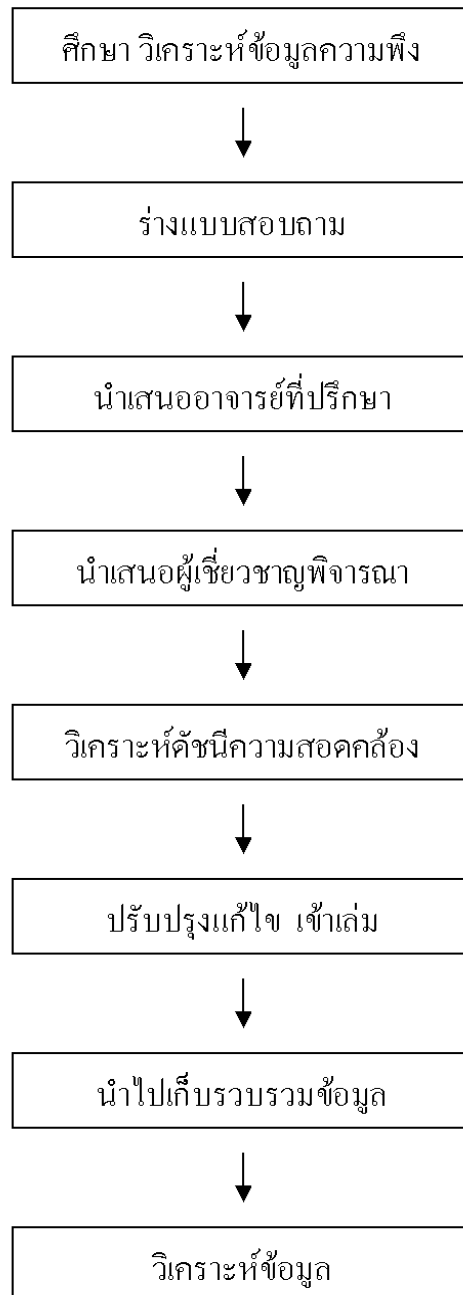 ศึกษา วิเคราะห์ข้อมูลความพึง
ร่างแบบสอบถาม
นำเสนออาจารย์ที่ปรึกษา
นำเสนอผู้เชี่ยวชาญพิจารณา
วิเคราะห์ดัชนีความสอดคล้อง
ปรับปรุงแก้ไข เข้าเล่ม
นำไปเก็บรวบรวมข้อมูล
วิเคราะห์ข้อมูล